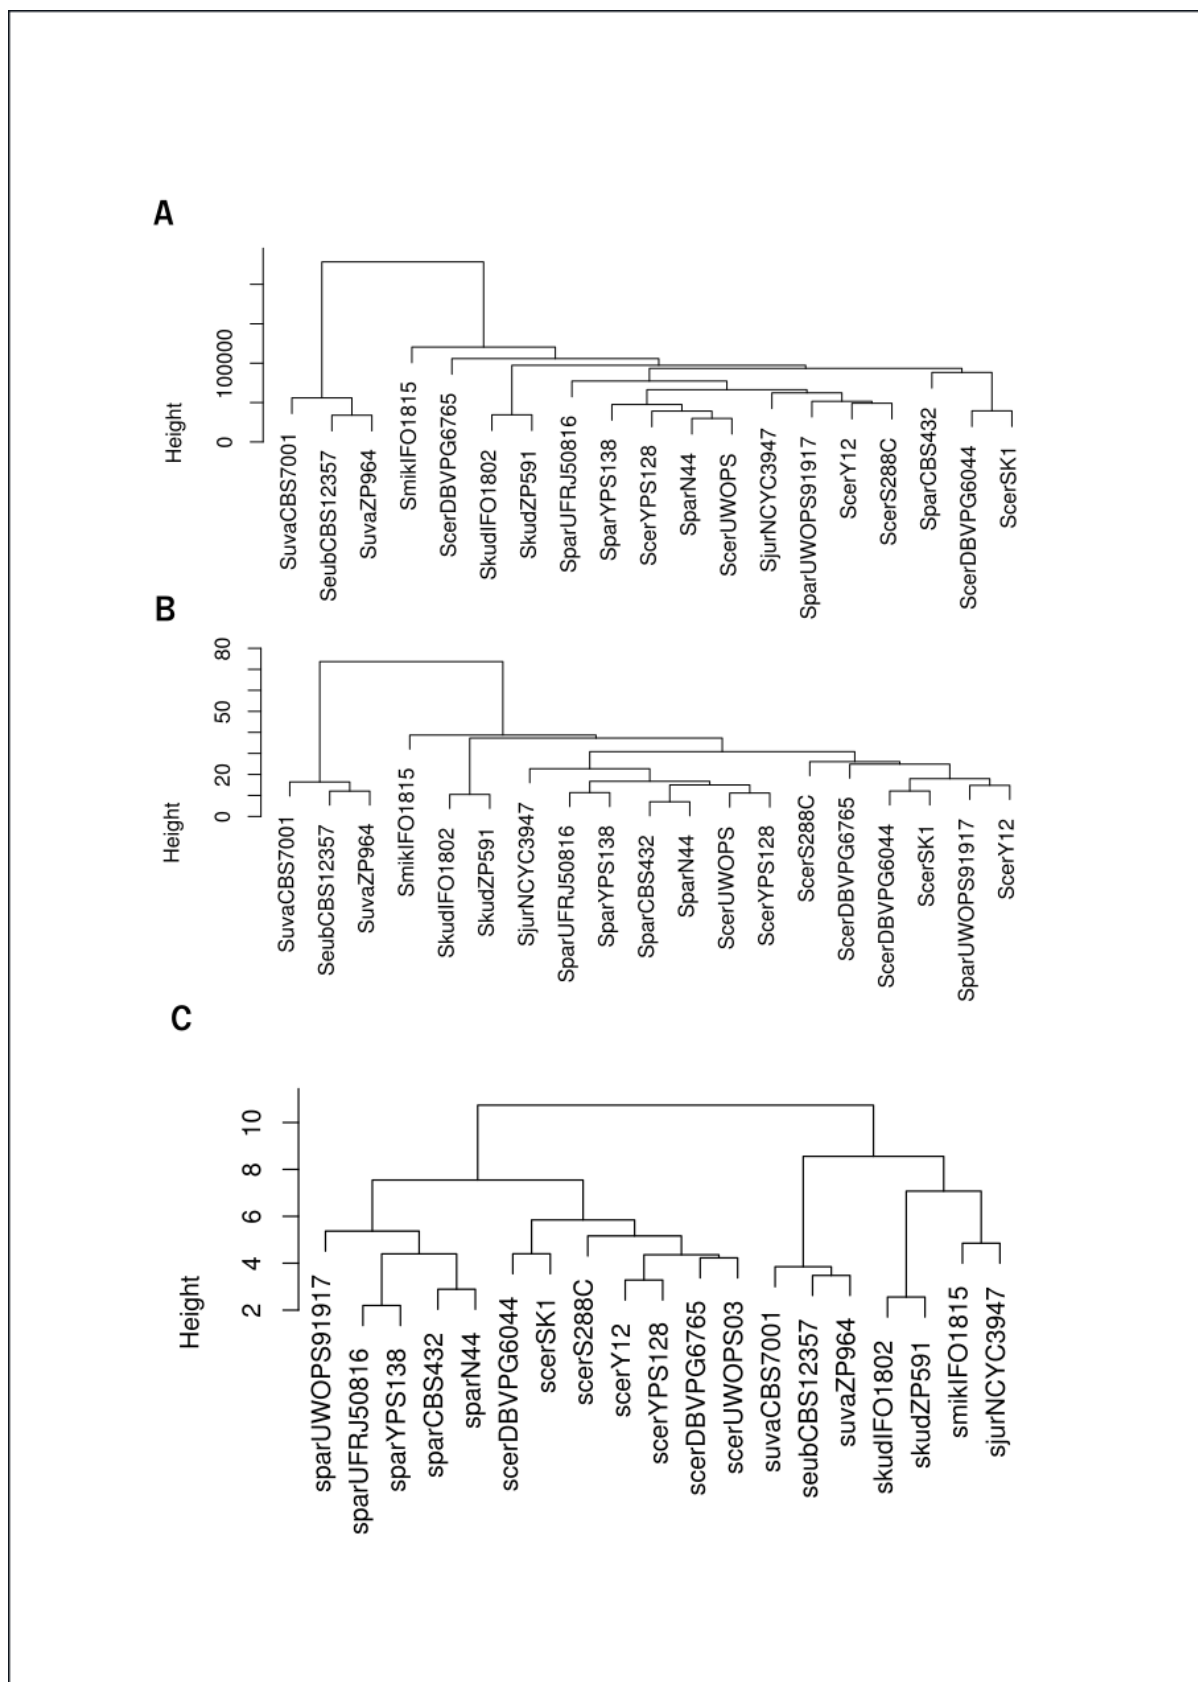 A
Height
0
100000
SuvaCBS7001
SeubCBS12357
SuvaZP964
SmikIFO1815
ScerDBVPG6765
SkudIFO1802
SkudZP591
SparUFRJ50816
SparYPS138
ScerYPS128
SparN44
ScerUWOPS
SjurNCYC3947
SparUWOPS91917
ScerY12
ScerS288C
SparCBS432
ScerDBVPG6044
ScerSK1
B
Height
0
20
50
80
SuvaCBS7001
SeubCBS12357
SuvaZP964
SmikIFO1815
SkudIFO1802
SkudZP591
SjurNCYC3947
SparUFRJ50816
SparYPS138
SparCBS432
SparN44
ScerUWOPS
ScerYPS128
ScerS288C
ScerDBVPG6765
ScerDBVPG6044
ScerSK1
SparUWOPS91917
ScerY12
C
Height
2
4
6
8
10
sparUWOPS91917
sparUFRJ50816
sparYPS138
sparCBS432
sparN44
scerDBVPG6044
scerSK1
scerS288C
scerY12
scerYPS128
scerDBVPG6765
scerUWOPS03
suvaCBS7001
seubCBS12357
suvaZP964
skudIFO1802
skudZP591
smikIFO1815
sjurNCYC3947